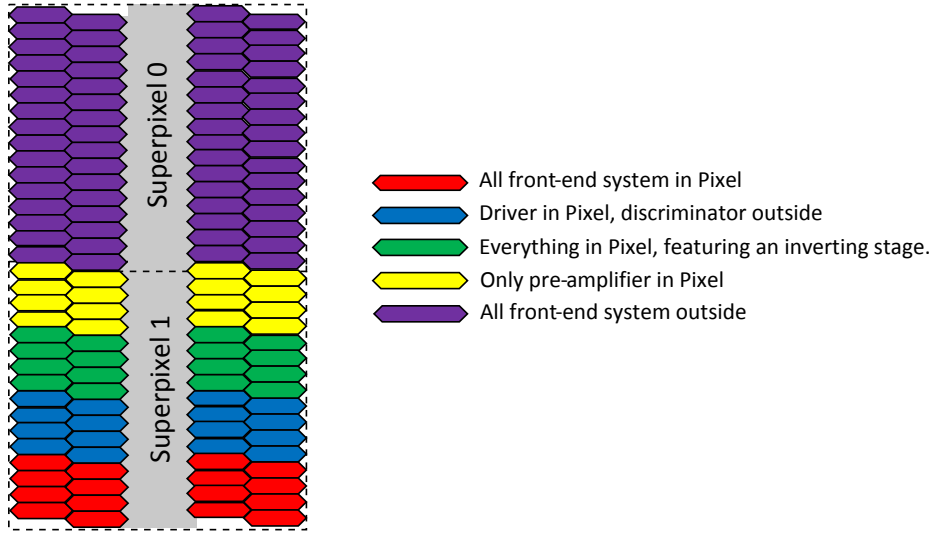 Superpixel 0
Superpixel 1
All front-end system in Pixel
Driver in Pixel, discriminator outside
Everything in Pixel, featuring an inverting stage.
Only pre-amplifier in Pixel
All front-end system outside